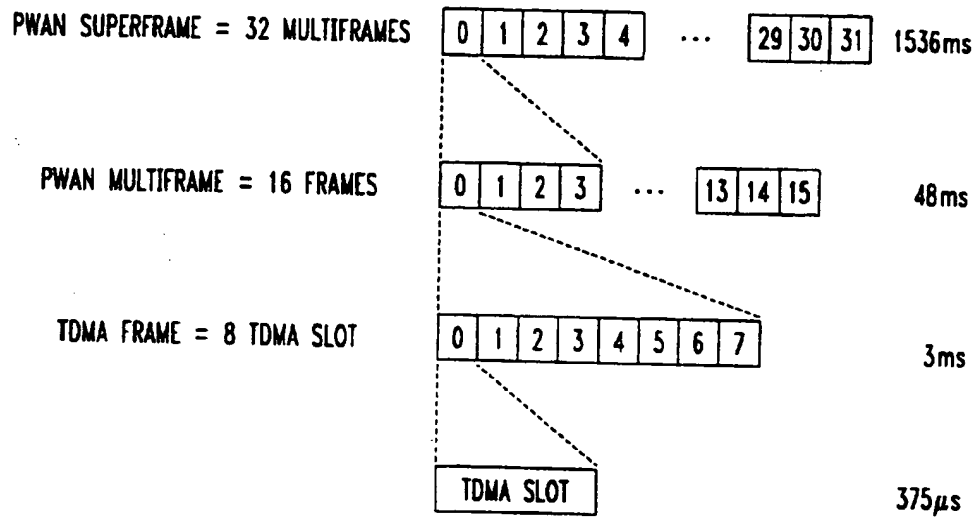 PWAN SUPERFRAME = 32 MULTIFRAMES 0 1 2 3 4 ... 29 30 31 1536ms
PWAN MULTIFRAME = 16 FRAMES 0 1 2 3 ... 13 14 15 48ms
TDMA FRAME = 8 TDMA SLOT 0 1 2 3 4 5 6 7 3ms
TDMA SLOT 375μs